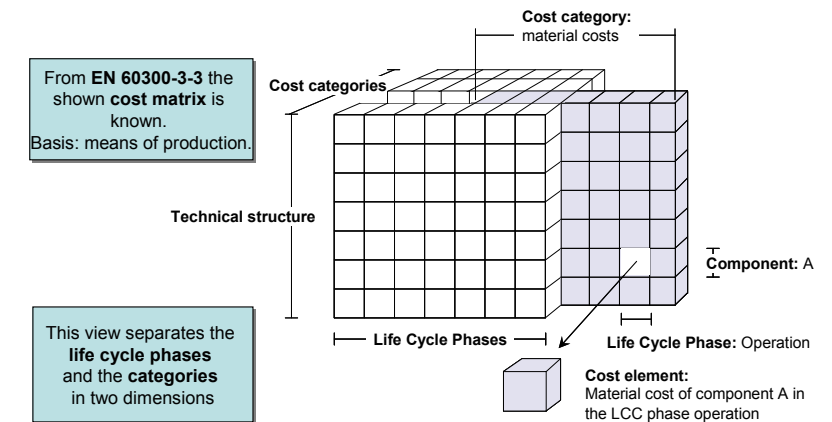 Cost category:
material costs
From EN 60300-3-3 the
shown cost matrix is
known.
Basis: means of production.
Cost categories
Technical structure
Component: A
Life Cycle Phases
Life Cycle Phase: Operation
This view separates the
life cycle phases
and the categories
in two dimensions
Cost element:
Material cost of component A in
the LCC phase operation